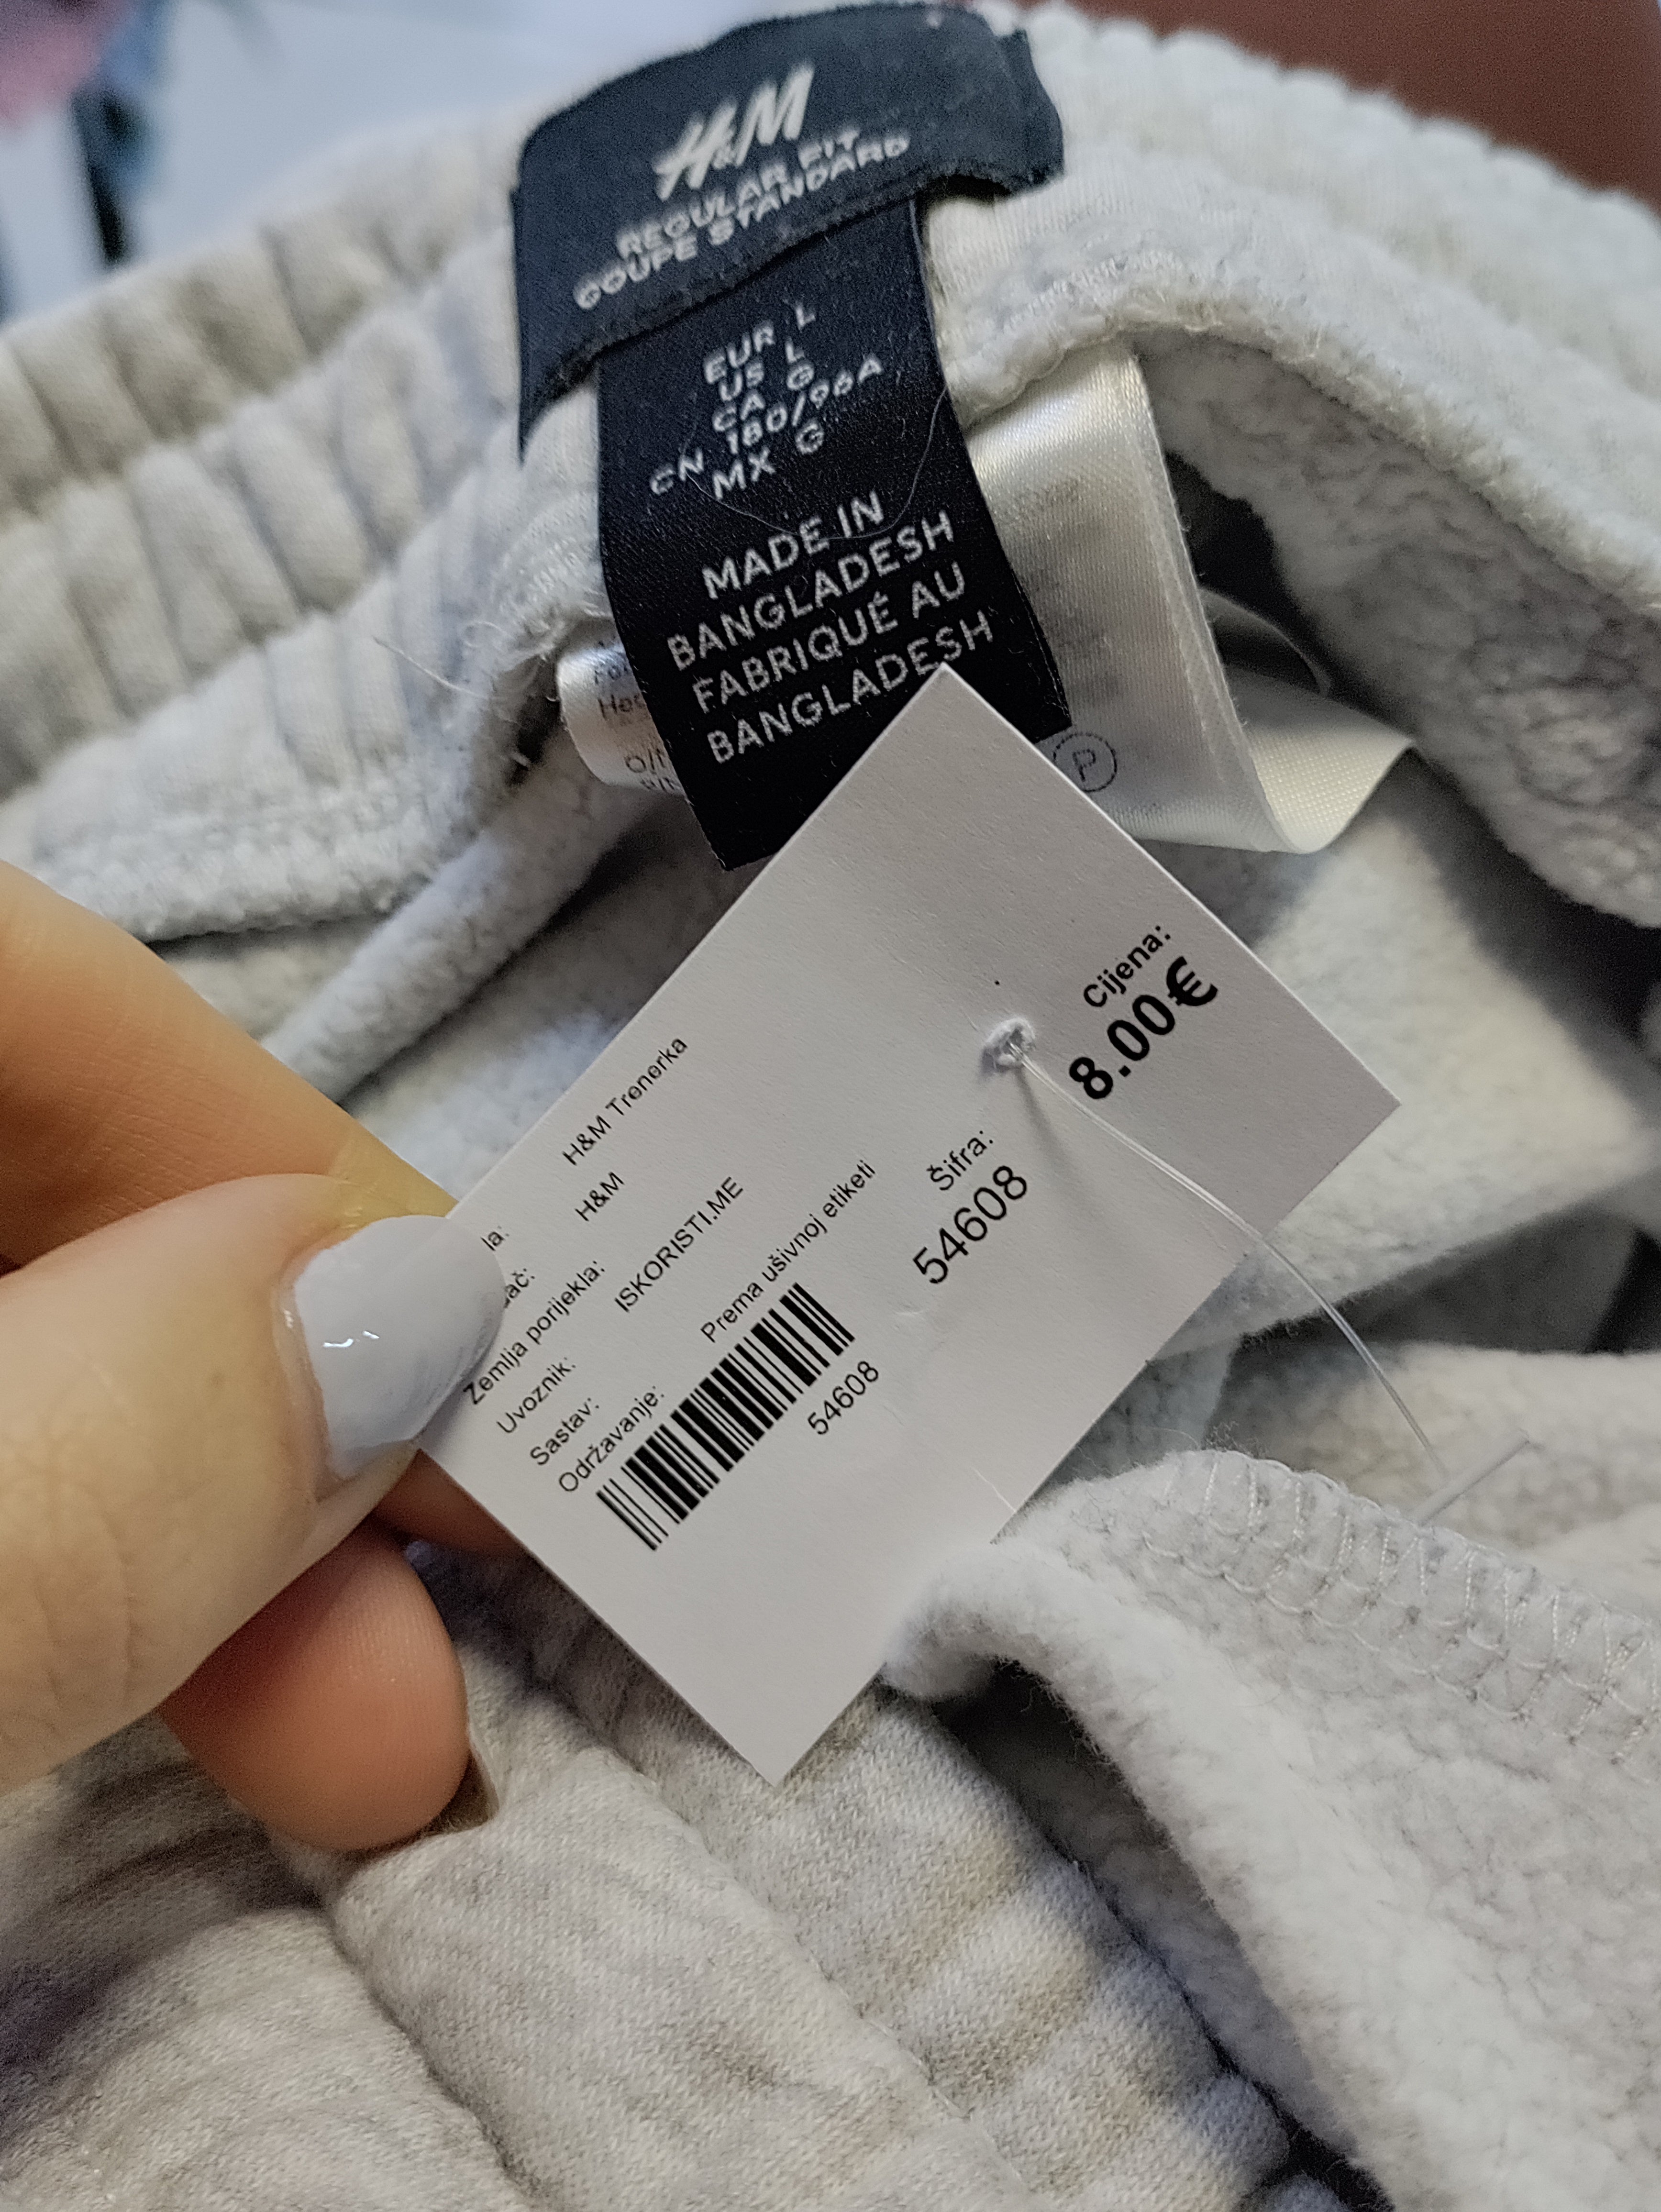 H&M
REGULAR FIT
COUPE STANDARD
EUR L
US L
CA G
CN 180/96A
MX G
MADE IN
BANGLADESH
FABRIQUÉ AU
BANGLADESH
P
H&M Trenerka
H&M
Zemlja porijekla:
Uvoznik: ISKORISTI.ME
Sastav:
Održavanje: Prema ušivnoj etiketi
54608
Šifra:
54608
Cijena:
8.00€